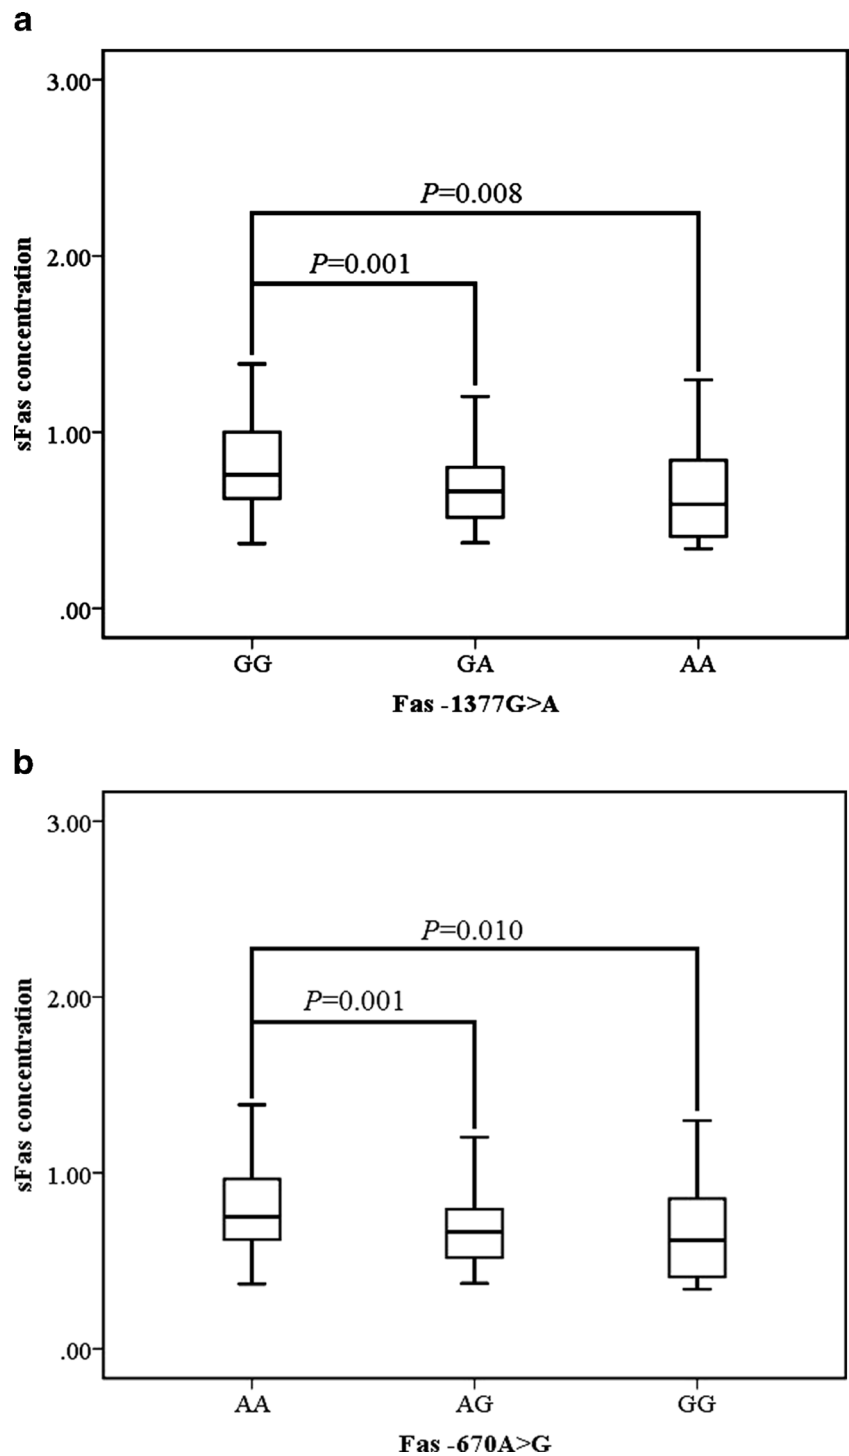 a
3.00
P=0.008
2.00
P=0.001
sFas concentration
1.00
.00
GG GA AA
Fas -1377G>A
b
3.00
P=0.010
2.00
P=0.001
sFas concentration
1.00
.00
AA AG GG
Fas -670A>G